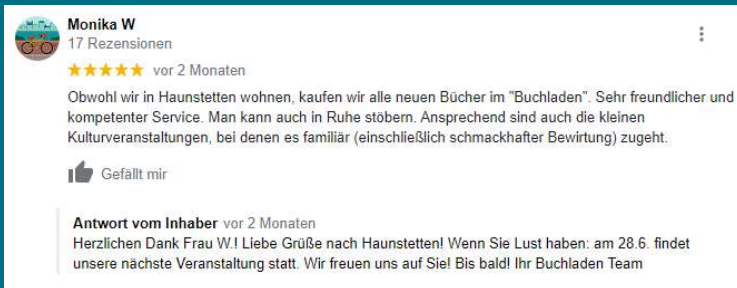 Monika W
17 Rezensionen
vor 2 Monaten
Obwohl wir in Haunstetten wohnen, kaufen wir alle neuen Bücher im "Buchladen". Sehr freundlicher und
kompetenter Service. Man kann auch in Ruhe stöbern. Ansprechend sind auch die kleinen
Kulturveranstaltungen, bei denen es familiär (einschließlich schmackhafter Bewirtung) zugeht.
Gefällt mir
Antwort vom Inhaber vor 2 Monaten
Herzlichen Dank Frau W.! Liebe Grüße nach Haunstetten! Wenn Sie Lust haben: am 28.6. findet
unsere nächste Veranstaltung statt. Wir freuen uns auf Sie! Bis bald! Ihr Buchladen Team